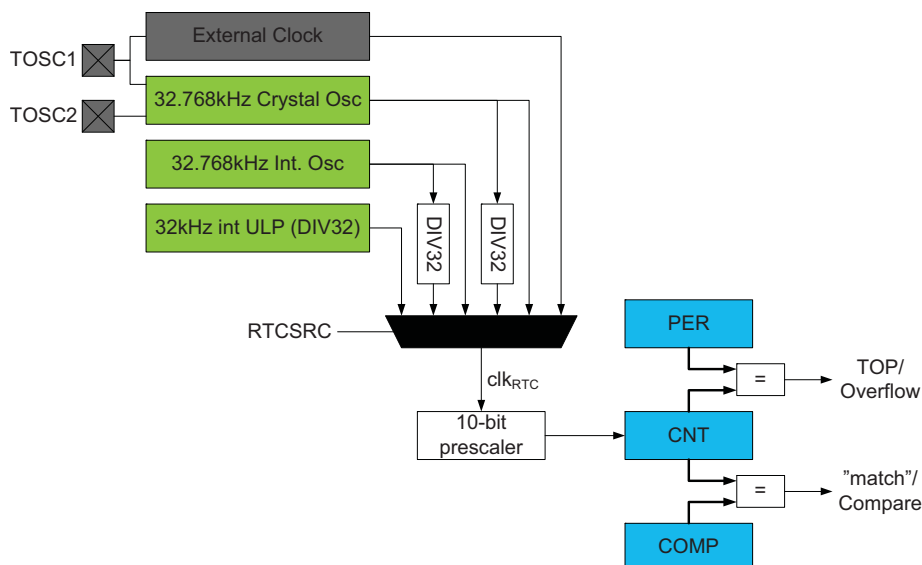 External Clock
TOSC1
32.768kHz Crystal Osc
TOSC2
32.768kHz Int. Osc
32kHz int ULP (DIV32)
DIV32
DIV32
RTCSRC
PER
clkRTC
=
TOP/
Overflow
10-bit
prescaler
CNT
=
”match”/
Compare
COMP